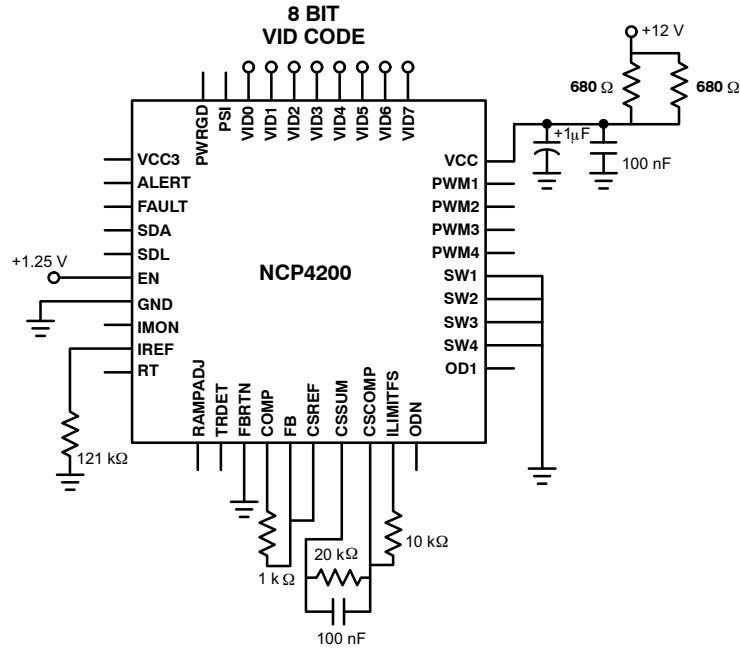 8 BIT
VID CODE
+12 V
680 Ω
680 Ω
+1μF
100 nF
PWRGD
PSI
VID0
VID1
VID2
VID3
VID4
VID5
VID6
VID7
VCC3
ALERT
FAULT
SDA
SDL
+1.25 V
EN
GND
IMON
IREF
RT
121 kΩ
NCP4200
VCC
PWM1
PWM2
PWM3
PWM4
SW1
SW2
SW3
SW4
OD1
RAMPADJ
TRDET
FBRTN
COMP
FB
CSREF
CSSUM
CSCOMP
ILIMITFS
ODN
1 kΩ
20 kΩ
10 kΩ
100 nF